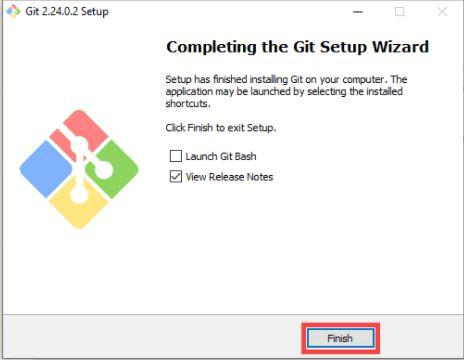 Git 2.24.0.2 Setup
Completing the Git Setup Wizard
Setup has finished installing Git on your computer. The
application may be launched by selecting the installed
shortcuts.
Click Finish to exit Setup.
Launch Git Bash
View Release Notes
Finish